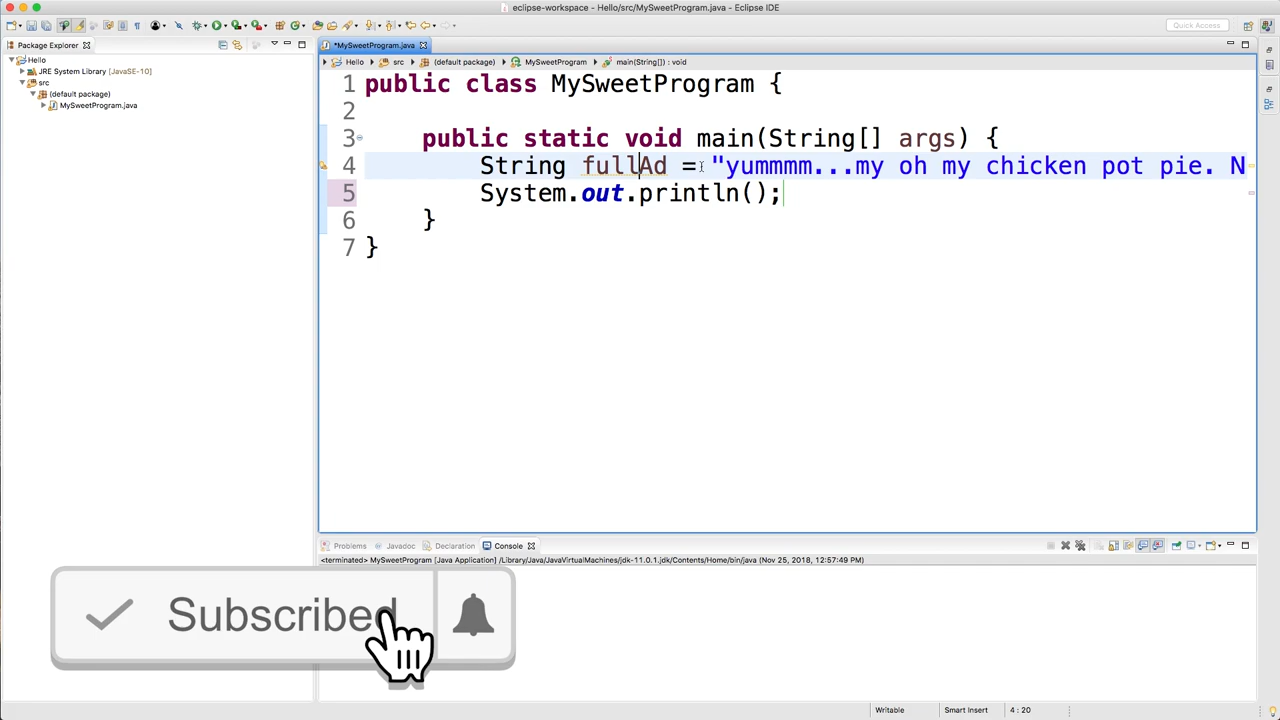 eclipse-workspace - Hello/src/MySweetProgram.java - Eclipse IDE
Quick Access
Package Explorer
*MySweetProgram.java
Hello
JRE System Library [JavaSE-10]
src
(default package)
MySweetProgram.java
Hello src (default package) MySweetProgram main(String[]) : void
1 public class MySweetProgram {
2
3 public static void main(String[] args) {
4 String fullAd = "yummmm...my oh my chicken pot pie. N
5 System.out.println();
6 }
7 }
Problems Javadoc Declaration Console
<terminated> MySweetProgram [Java Application] /Library/Java/JavaVirtualMachines/jdk-11.0.1.jdk/Contents/Home/bin/java (Nov 25, 2018, 12:57:49 PM)
Subscribed
Writable Smart Insert 4 : 20